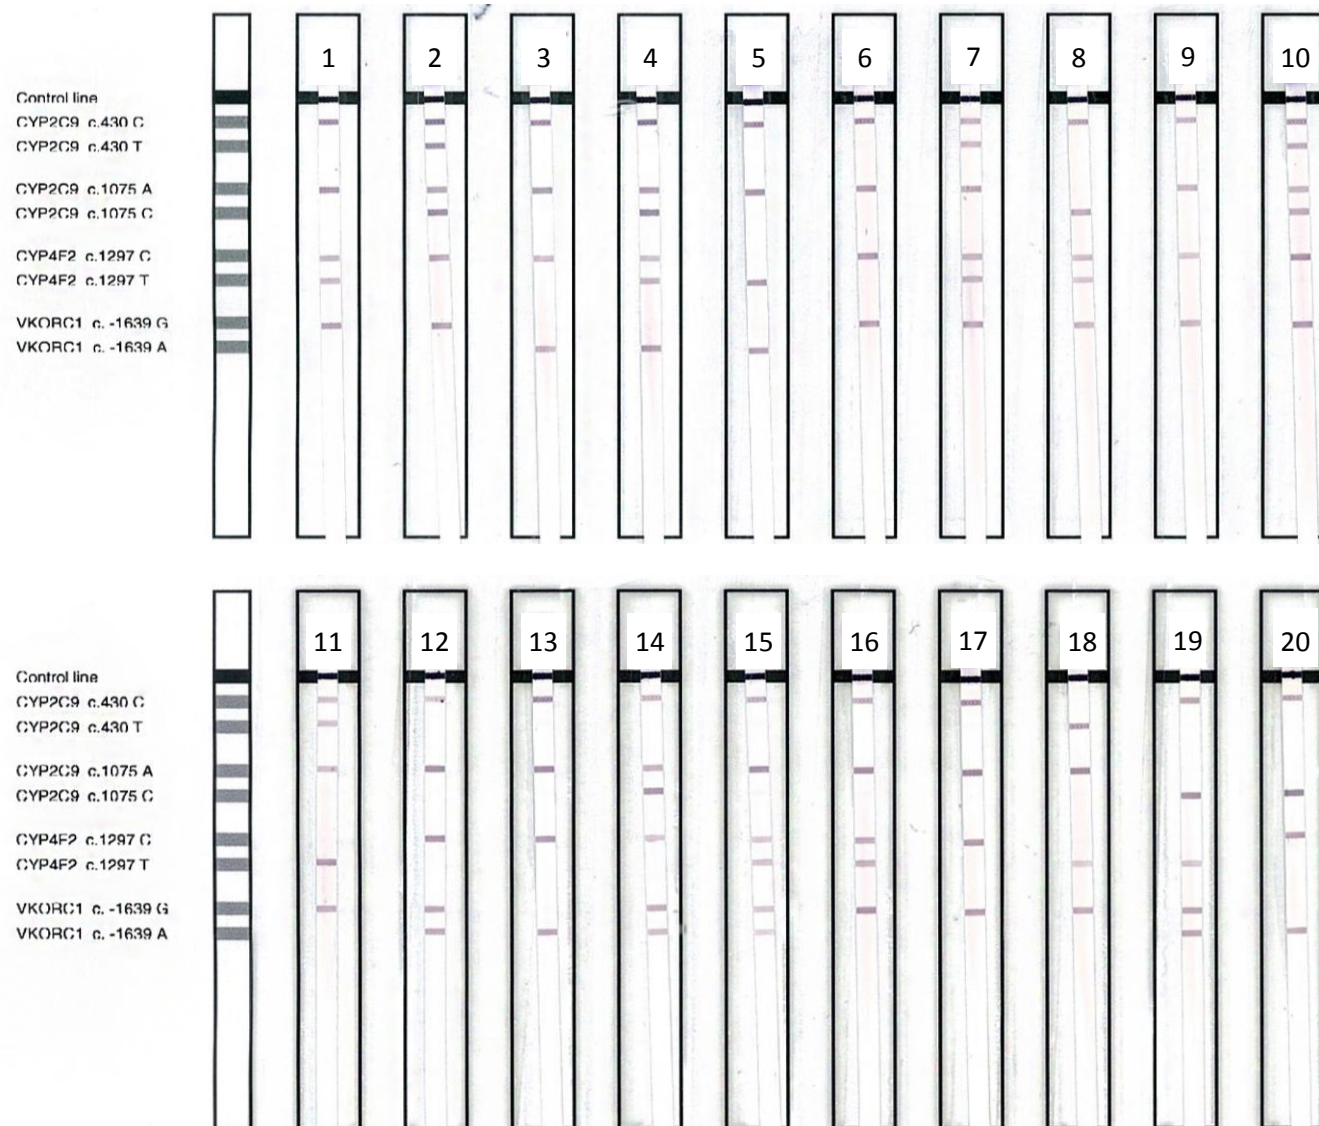 1 2 3 4 5 6 7 8 9 10
Control line
CYP2C9 c.430 C
CYP2C9 c.430 T
CYP2C9 c.1075 A
CYP2C9 c.1075 C
CYP4F2 c.1297 C
CYP4F2 c.1297 T
VKORC1 c. -1639 G
VKORC1 c. -1639 A
11 12 13 14 15 16 17 18 19 20
Control line
CYP2C9 c.430 C
CYP2C9 c.430 T
CYP2C9 c.1075 A
CYP2C9 c.1075 C
CYP4F2 c.1297 C
CYP4F2 c.1297 T
VKORC1 c. -1639 G
VKORC1 c. -1639 A